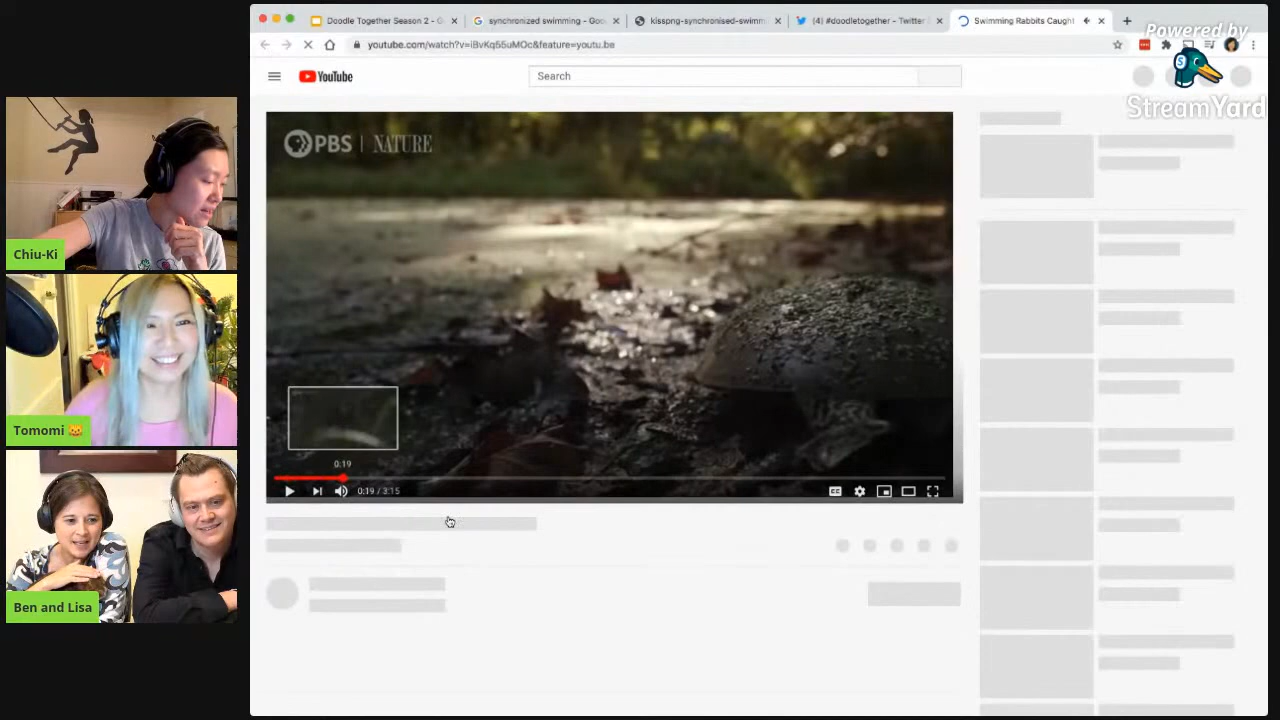 Doodle Together Season 2 - G
synchronized swimming - Goo
kisspng-synchronised-swimm
(4) #doodletogether - Twitter
Swimming Rabbits Caught
youtube.com/watch?v=iBvKq55uMOc&feature=youtu.be
Powered by
StreamYard
YouTube
Search
PBS | NATURE
Chiu-Ki
Tomomi 🎃
0:19
0:19 / 3:15
CC
Ben and Lisa